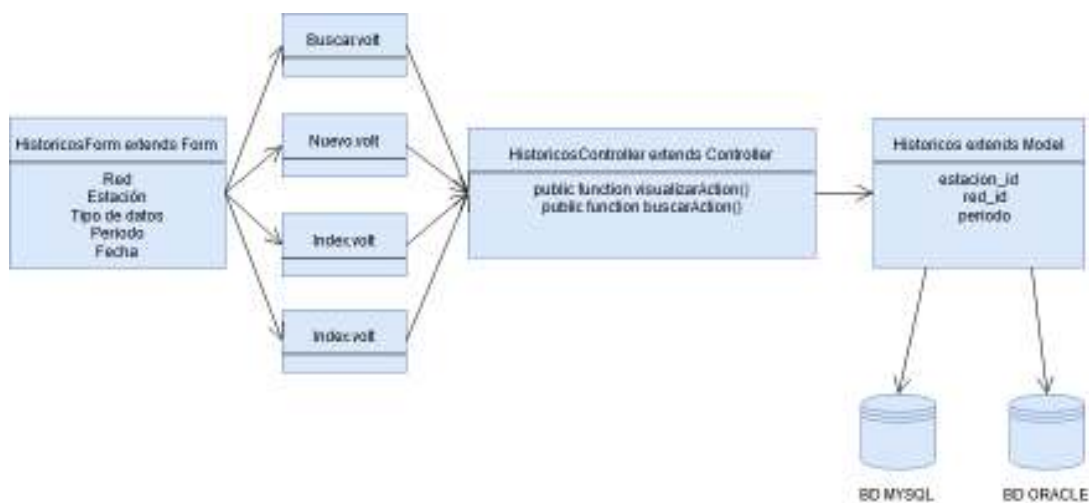 Buscar.volt
Nuevo.volt
Index.volt
Index.volt
HistoricosForm extends Form
Red
Estación
Tipo de datos
Periodo
Fecha
HistoricosController extends Controller
public function visualizarAction()
public function buscarAction()
Historicos extends Model
estacion_id
red_id
periodo
BD MYSQL
BD ORACLE